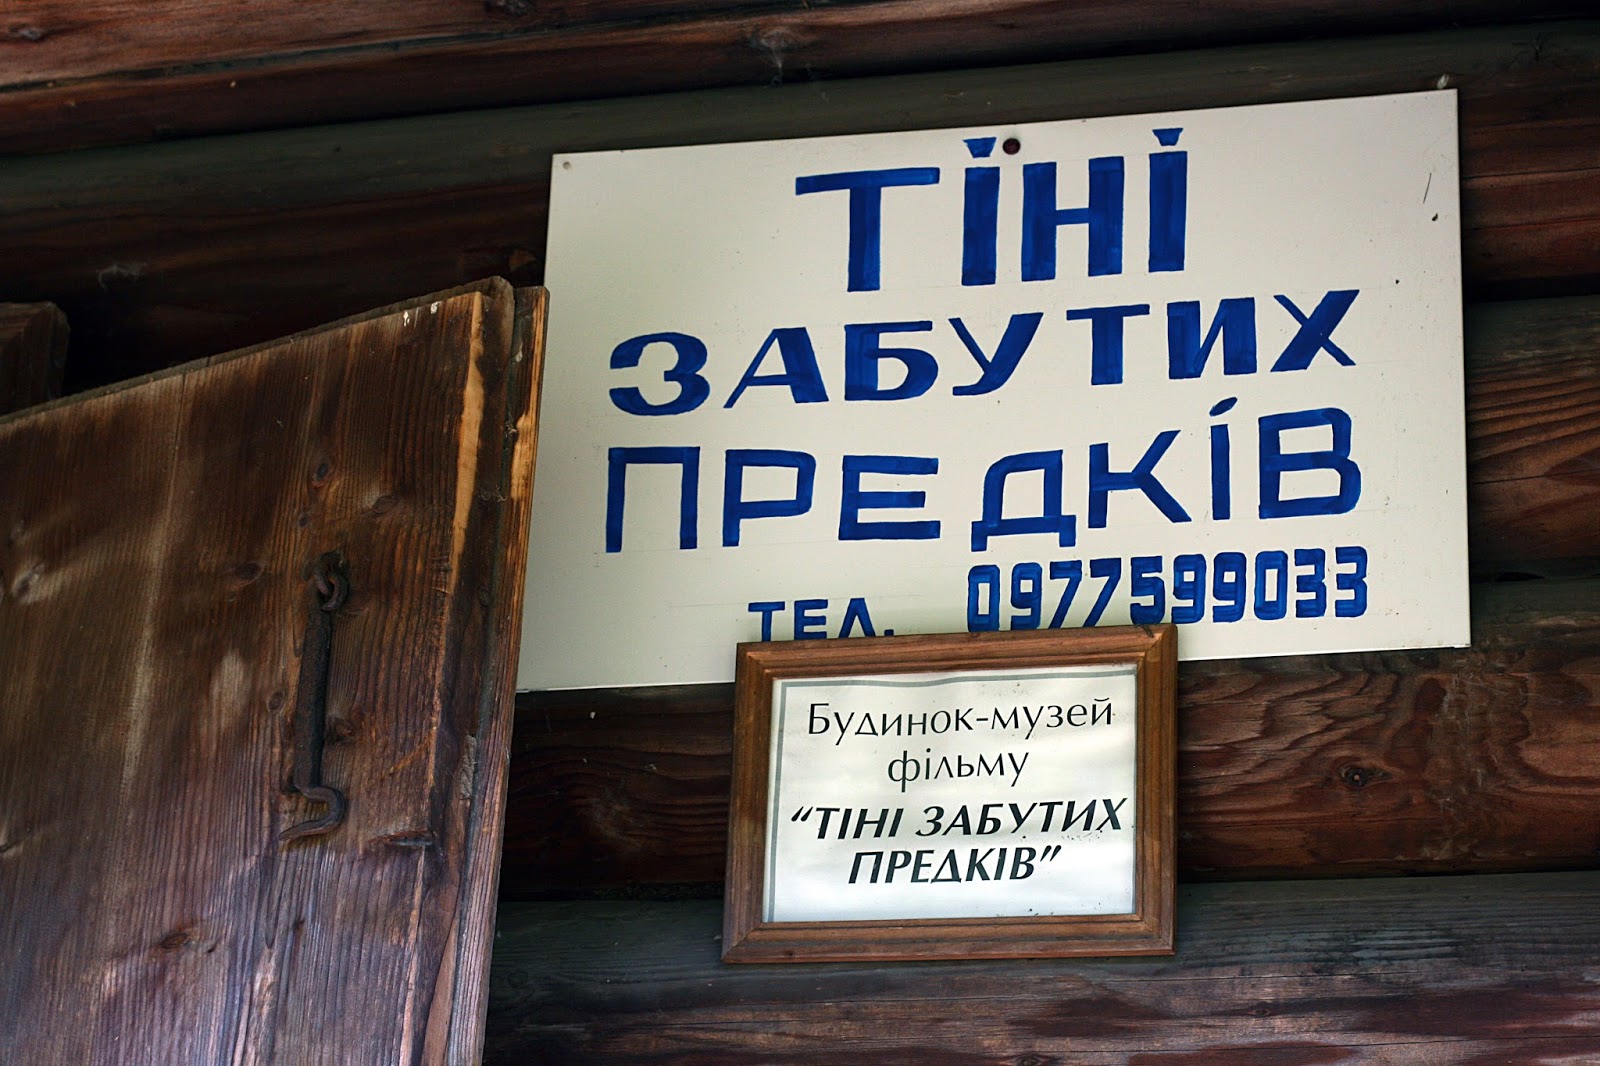 ТІНІ
ЗАБУТИХ
ПРЕДКІВ
ТЕЛ. 0977599033
Будинок-музей
фільму
“ТІНІ ЗАБУТИХ
ПРЕДКІВ”